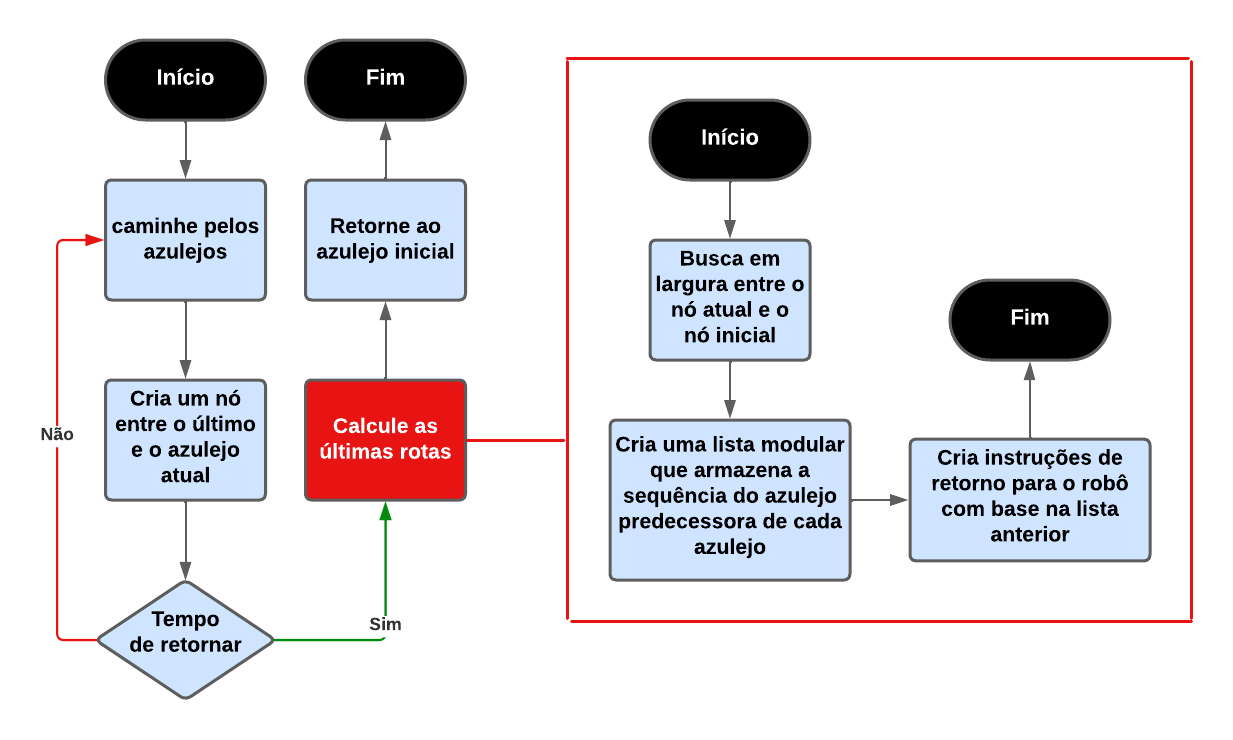 Início
caminhe pelos
azulejos
Cria um nó
entre o último
e o azulejo
atual
Não
Tempo
de retornar
Sim
Calcule as
últimas rotas
Retorne ao
azulejo inicial
Fim
Início
Busca em
largura entre o
nó atual e o
nó inicial
Cria uma lista modular
que armazena a
sequência do azulejo
predecessora de cada
azulejo
Cria instruções de
retorno para o robô
com base na lista
anterior
Fim